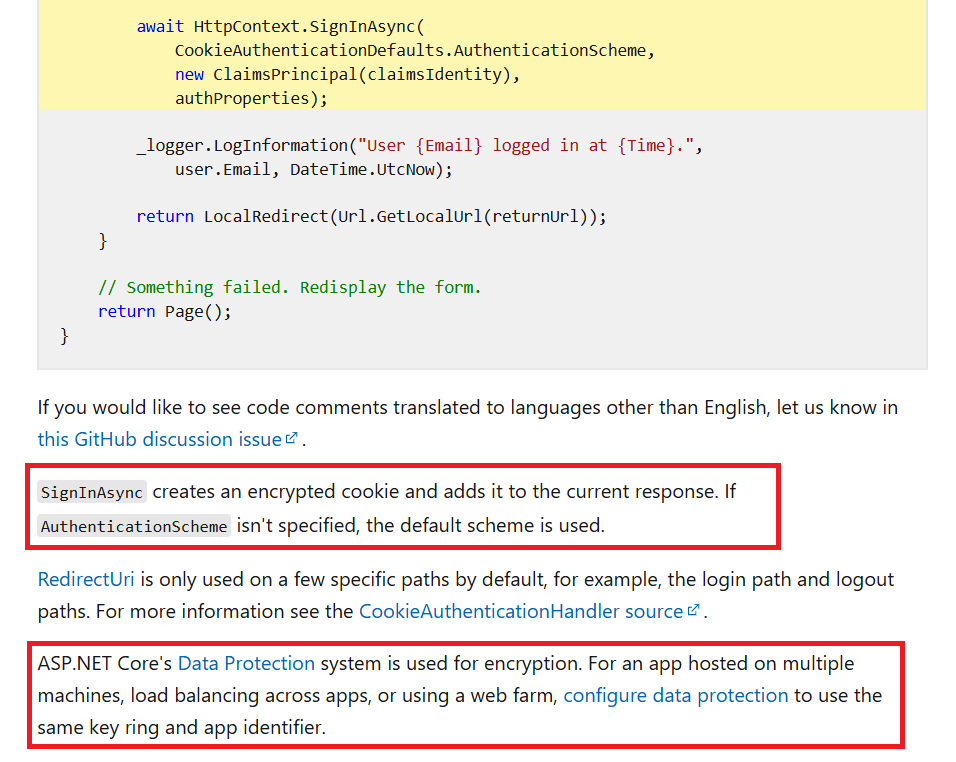 await HttpContext.SignInAsync(
CookieAuthenticationDefaults.AuthenticationScheme,
new ClaimsPrincipal(claimsIdentity),
authProperties);
_logger.LogInformation("User {Email} logged in at {Time}.",
user.Email, DateTime.UtcNow);
return LocalRedirect(Url.GetLocalUrl(returnUrl));
}
// Something failed. Redisplay the form.
return Page();
}
If you would like to see code comments translated to languages other than English, let us know in
this GitHub discussion issue.
SignInAsync creates an encrypted cookie and adds it to the current response. If
AuthenticationScheme isn't specified, the default scheme is used.
RedirectUri is only used on a few specific paths by default, for example, the login path and logout
paths. For more information see the CookieAuthenticationHandler source.
ASP.NET Core's Data Protection system is used for encryption. For an app hosted on multiple
machines, load balancing across apps, or using a web farm, configure data protection to use the
same key ring and app identifier.